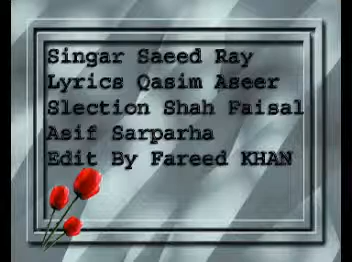 Singar Saeed Ray
Lyrics Qasim Aseer
Slection Shah Faisal
Asif Sarparha
Edit By Fareed KHAN